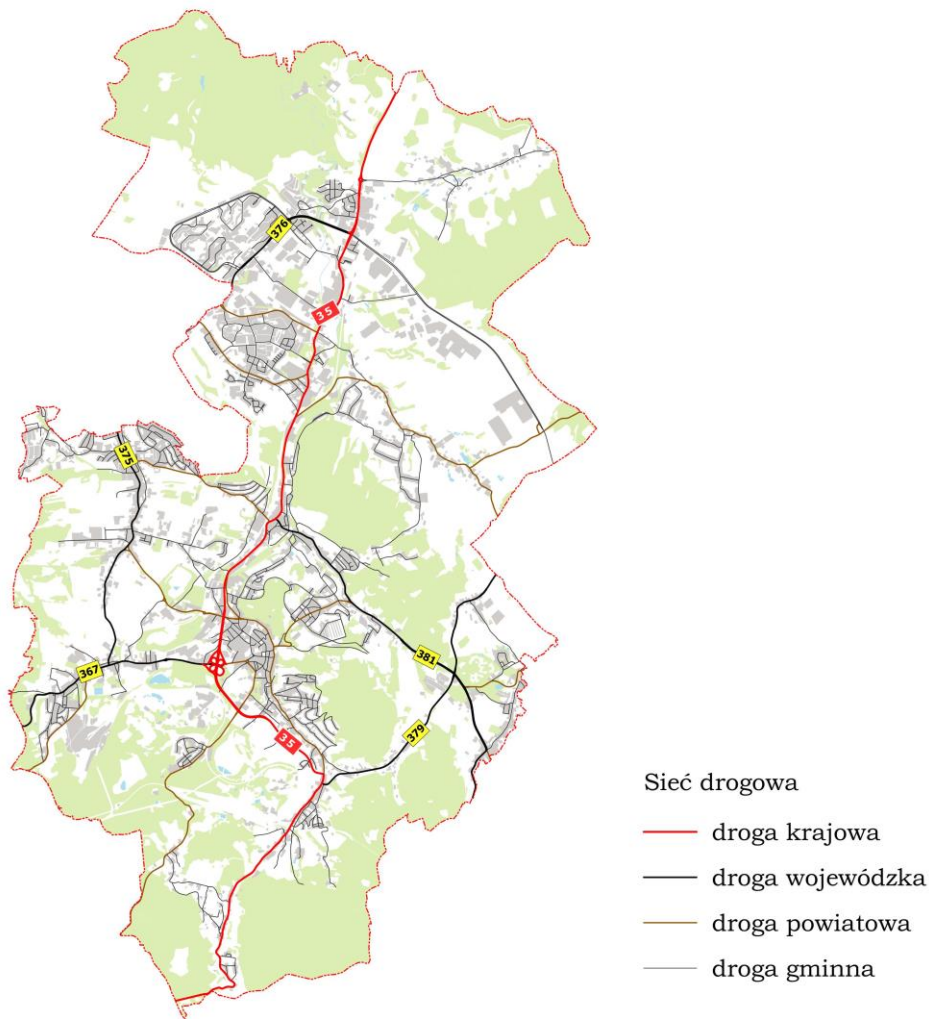 376
35
375
367
381
379
35
Sieć drogowa
droga krajowa
droga wojewódzka
droga powiatowa
droga gminna